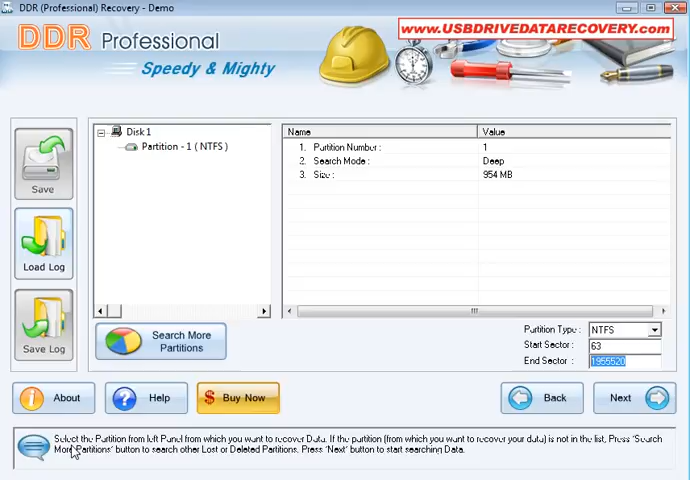 DDR (Professional) Recovery - Demo
DDR Professional
www.USBDRIVEDATARECOVERY.com
Speedy & Mighty
Save
Load Log
Save Log
Disk 1
Partition - 1 ( NTFS )
Name Value
1. Partition Number : 1
2. Search Mode : Deep
3. Size : 954 MB
Search More
Partitions
Partition Type : NTFS
Start Sector : 63
End Sector : 1955520
About
Help
$ Buy Now
Back
Next
Select the Partition from left Panel from which you want to recover Data. If the partition (from which you want to recover your data) is not in the list, Press 'Search
More Partitions' button to search other Lost or Deleted Partitions. Press 'Next' button to start searching Data.